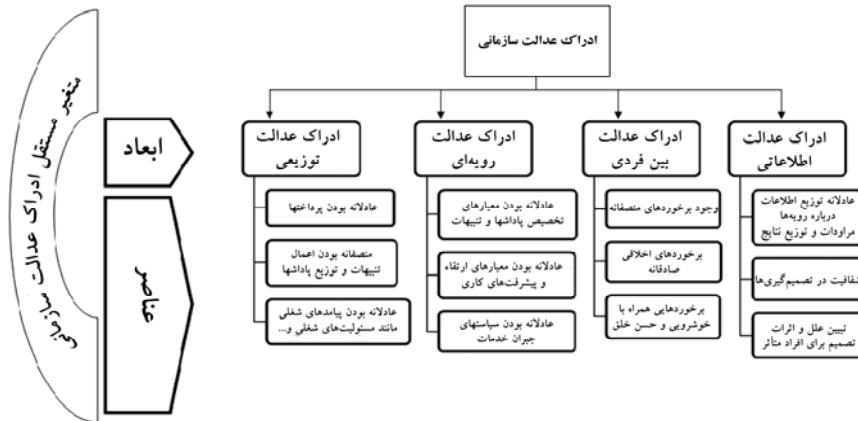 ادراک عدالت سازمانی
ادراک عدالت
اطلاعاتی
عادلانه توزیع اطلاعات
درباره رویه‌ها
مراودات و توزیع نتایج
شفافیت در تصمیم‌گیری‌ها
تبیین علل و اثرات
تصمیم برای افراد متأثر
ادراک عدالت
بین فردی
وجود برخوردهای منصفانه
برخوردهای اخلاقی
صادقانه
برخوردهایی همراه با
خوشرویی و حسن خلق
ادراک عدالت
رویه‌ای
عادلانه بودن معیارهای
تخصیص پاداشها و تنبیهات
عادلانه بودن معیارهای ارتقاء
و پیشرفت‌های کاری
عادلانه بودن سیاستهای
جبران خدمات
ادراک عدالت
توزیعی
عادلانه بودن پرداختها
منصفانه بودن اعمال
تنبیهات و توزیع پاداشها
عادلانه بودن پیامدهای شغلی
مانند مسئولیت‌های شغلی و...
ابعاد
عناصر
متغیر مستقل ادراک عدالت سازمانی